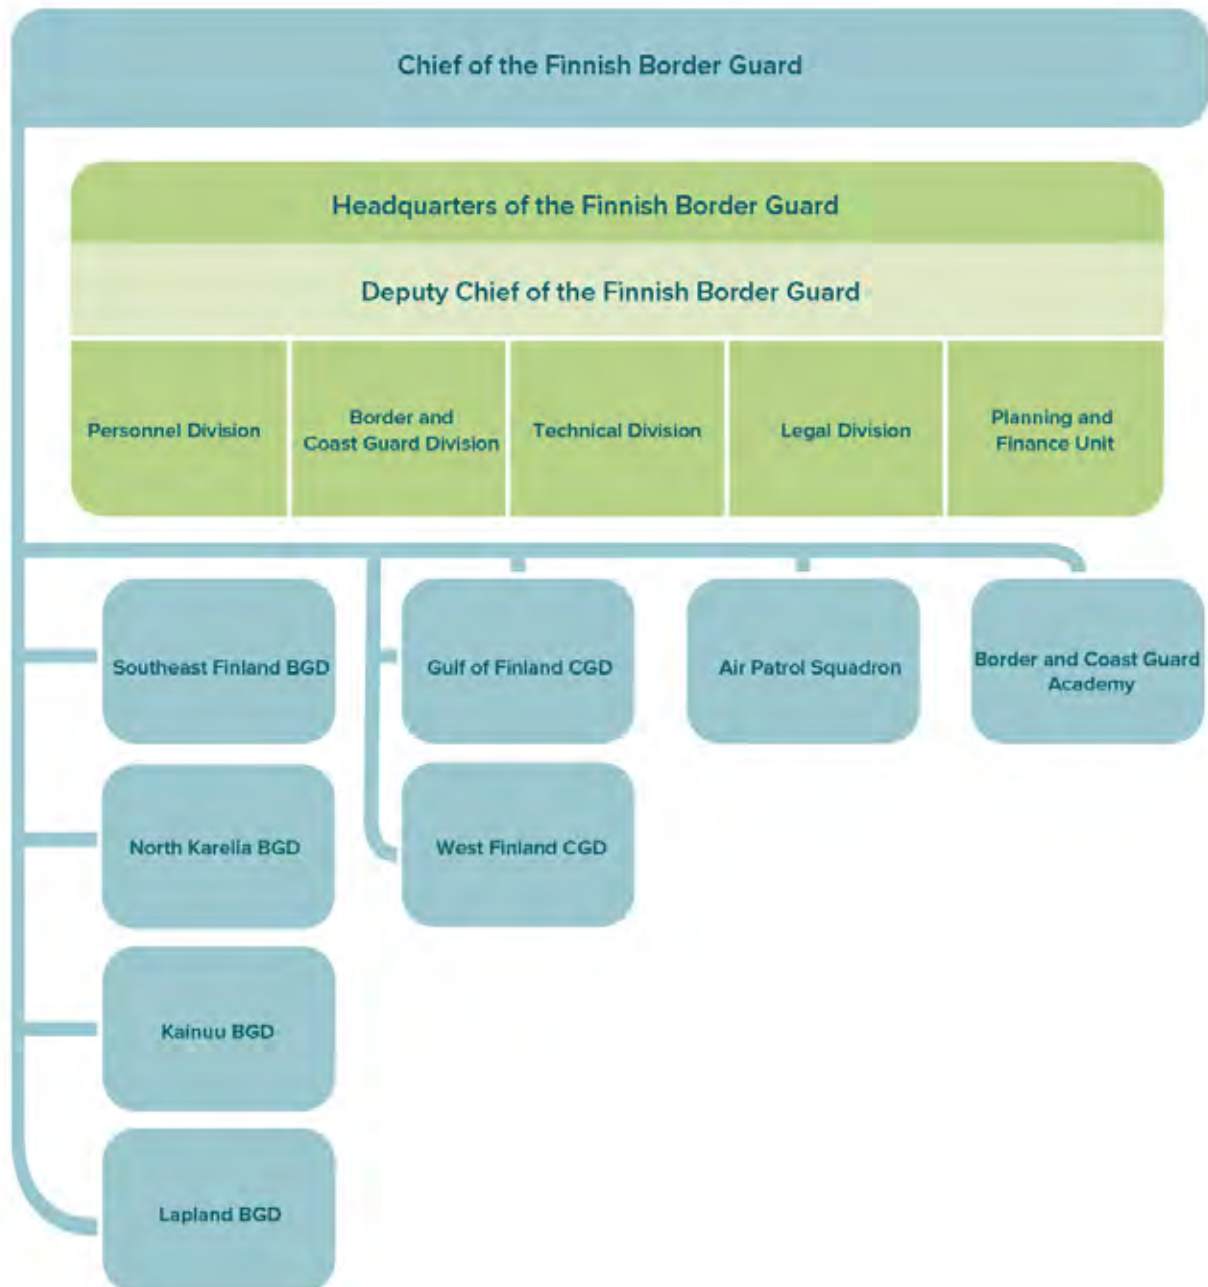 Chief of the Finnish Border Guard
Headquarters of the Finnish Border Guard
Deputy Chief of the Finnish Border Guard
Personnel Division
Border and
Coast Guard Division
Technical Division
Legal Division
Planning and
Finance Unit
Southeast Finland BGD
Gulf of Finland CGD
Air Patrol Squadron
Border and Coast Guard
Academy
North Karelia BGD
West Finland CGD
Kainuu BGD
Lapland BGD